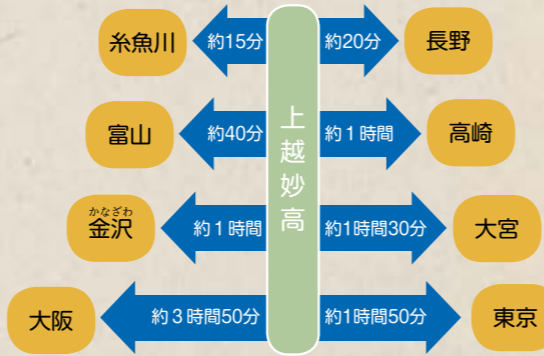 糸魚川 約15分 約20分 長野
富山 約40分 約1時間 高崎
上越妙高
かなざわ
金沢 約1時間 約1時間30分 大宮
大阪 約3時間50分 約1時間50分 東京